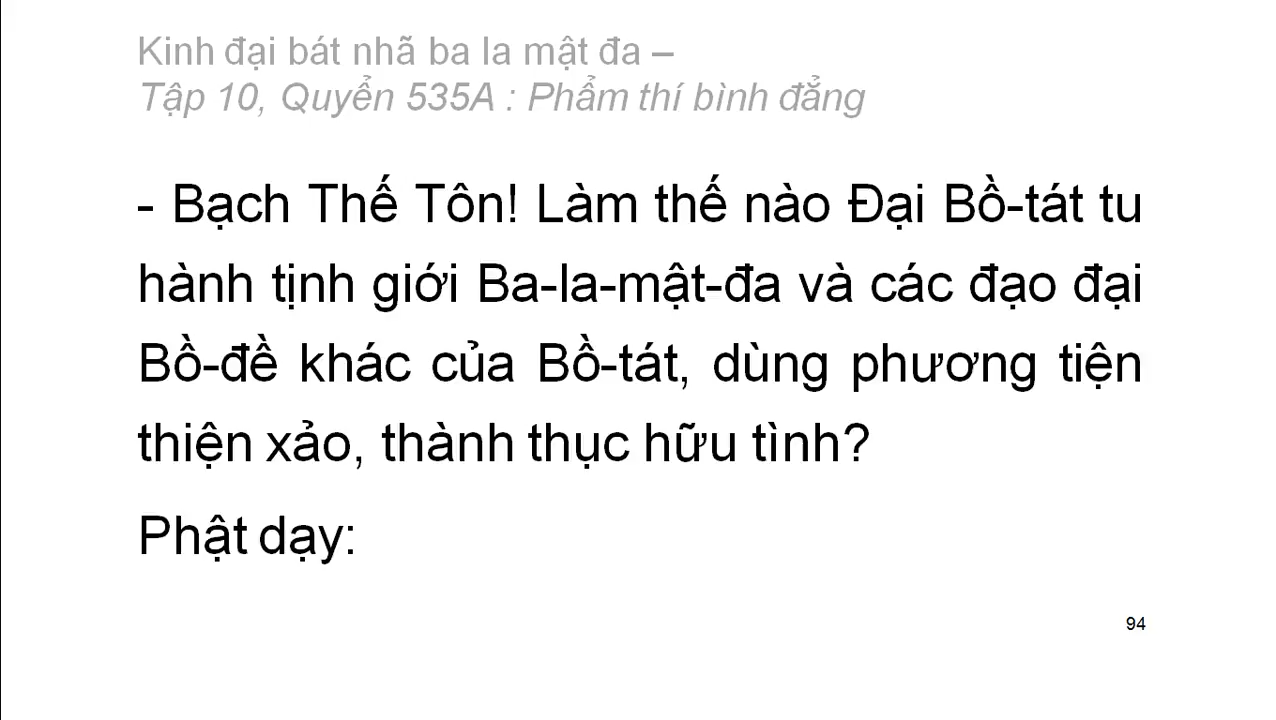 Kinh đại bát nhã ba la mật đa –
Tập 10, Quyển 535A : Phẩm thí bình đẳng
- Bạch Thế Tôn! Làm thế nào Đại Bồ-tát tu
hành tịnh giới Ba-la-mật-đa và các đạo đại
Bồ-đề khác của Bồ-tát, dùng phương tiện
thiện xảo, thành thục hữu tình?
Phật dạy:
94